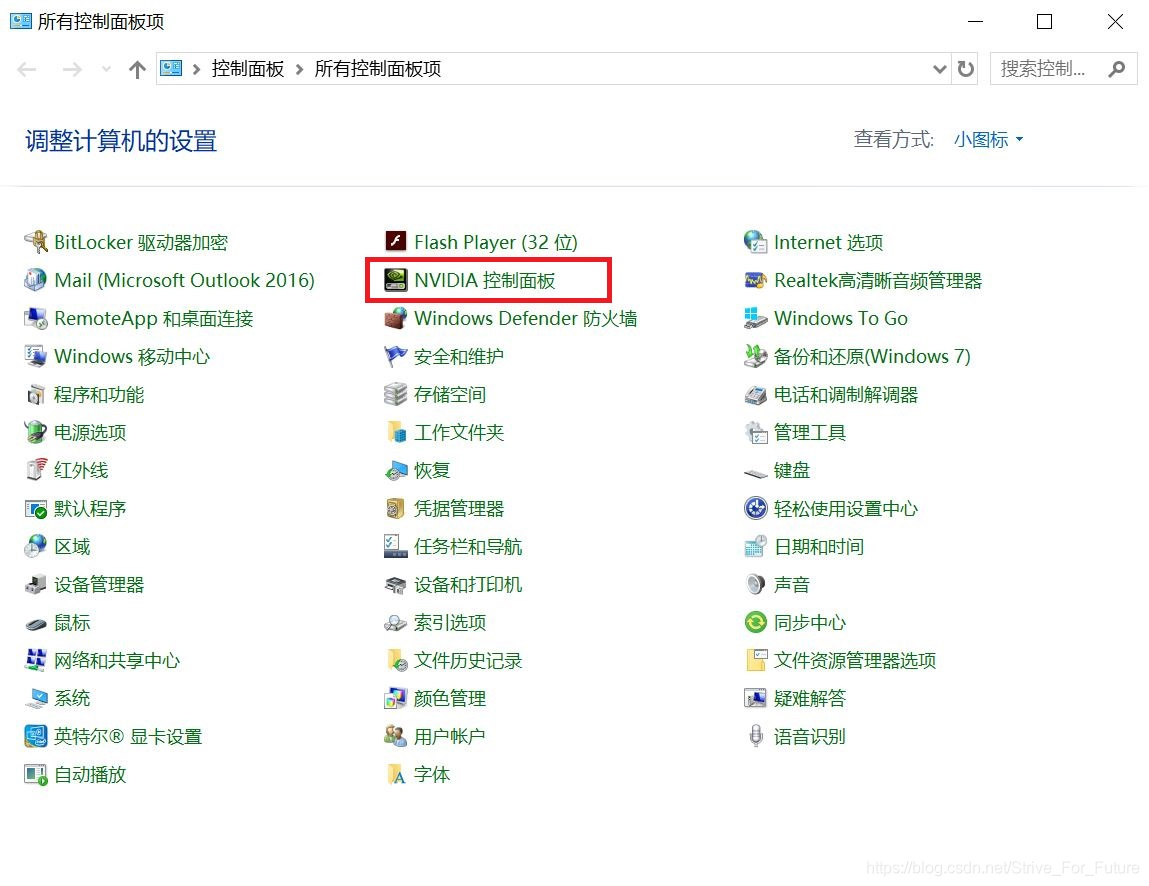 所有控制面板项
控制面板 > 所有控制面板项
搜索控制...
调整计算机的设置
查看方式: 小图标
BitLocker 驱动器加密
Flash Player (32 位)
Internet 选项
Mail (Microsoft Outlook 2016)
NVIDIA 控制面板
Realtek高清晰音频管理器
RemoteApp 和桌面连接
Windows Defender 防火墙
Windows To Go
Windows 移动中心
安全和维护
备份和还原(Windows 7)
程序和功能
存储空间
电话和调制解调器
电源选项
工作文件夹
管理工具
红外线
恢复
键盘
默认程序
凭据管理器
轻松使用设置中心
区域
任务栏和导航
日期和时间
设备管理器
设备和打印机
声音
鼠标
索引选项
同步中心
网络和共享中心
文件历史记录
文件资源管理器选项
系统
颜色管理
疑难解答
英特尔® 显卡设置
用户帐户
语音识别
自动播放
字体
https://blog.csdn.net/Strive_For_Future